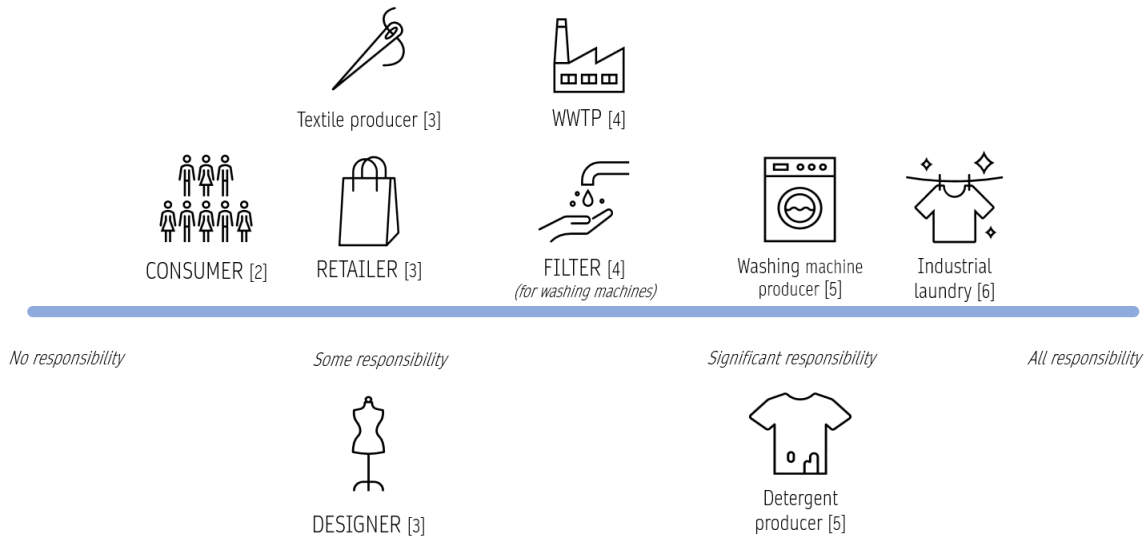 Textile producer [3]
WWTP [4]
CONSUMER [2]
RETAILER [3]
FILTER [4]
(for washing machines)
Washing machine
producer [5]
Industrial
laundry [6]
No responsibility
Some responsibility
Significant responsibility
All responsibility
DESIGNER [3]
Detergent
producer [5]